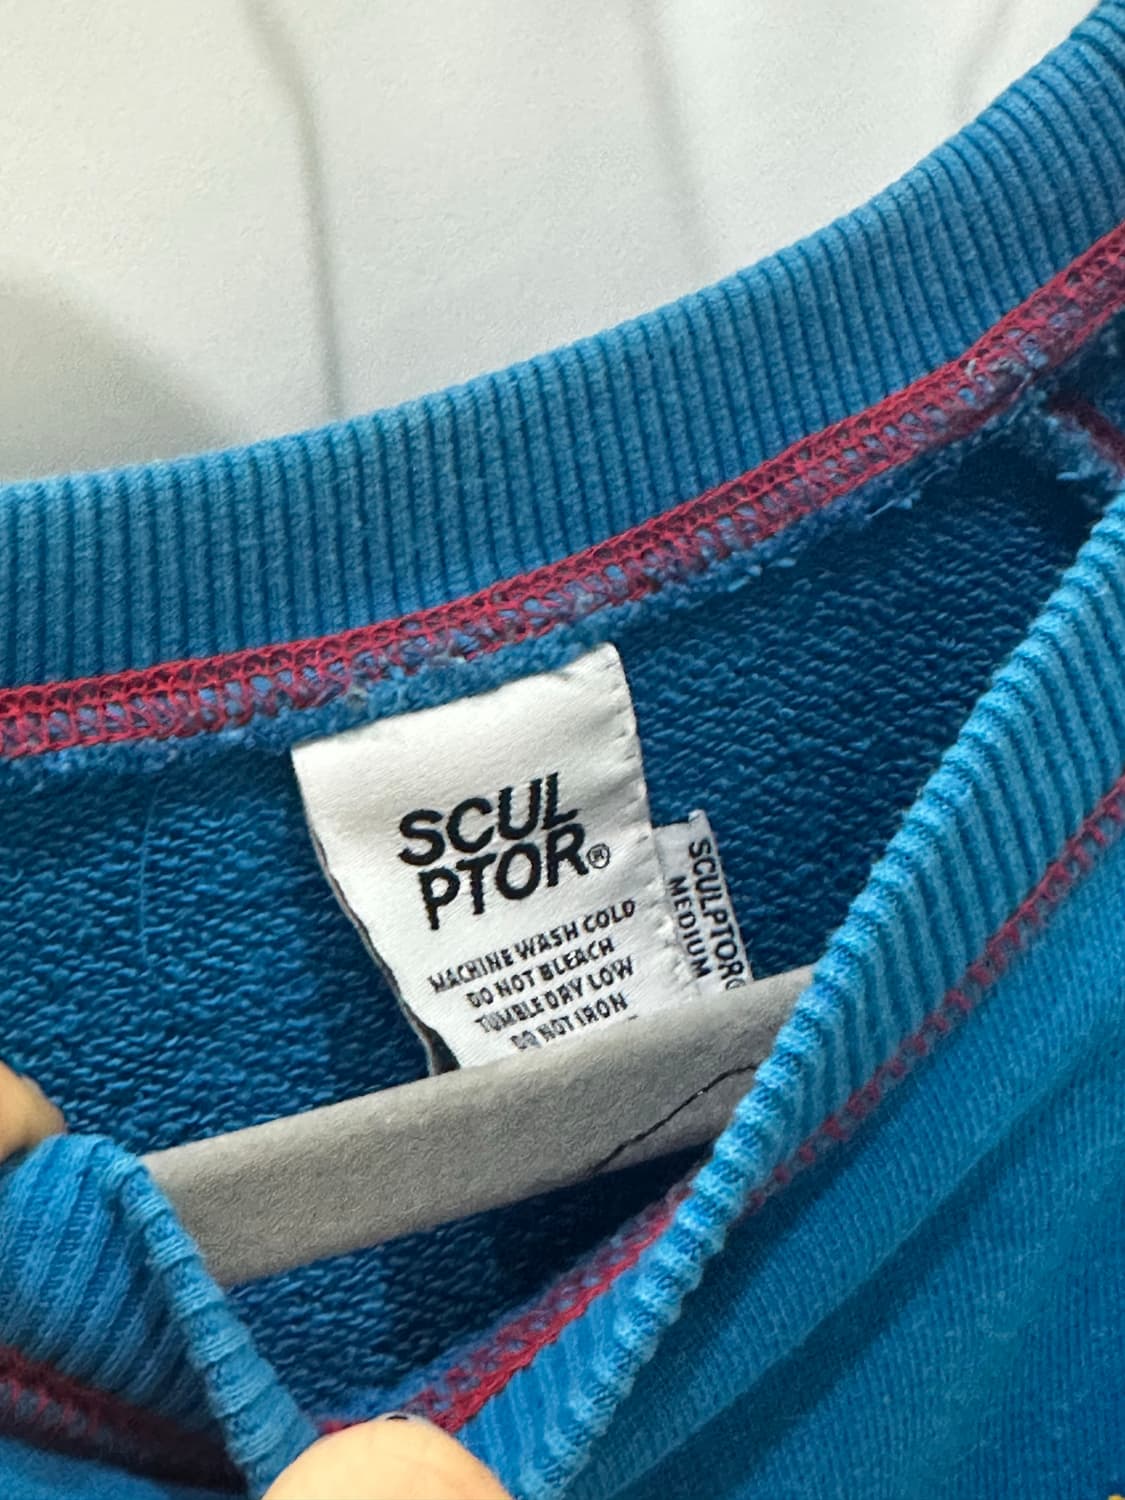 SCUL
PTOR®
MACHINE WASH COLD
DO NOT BLEACH
TUMBLE DRY LOW
DO NOT IRON
SCULPTOR®
MEDIUM